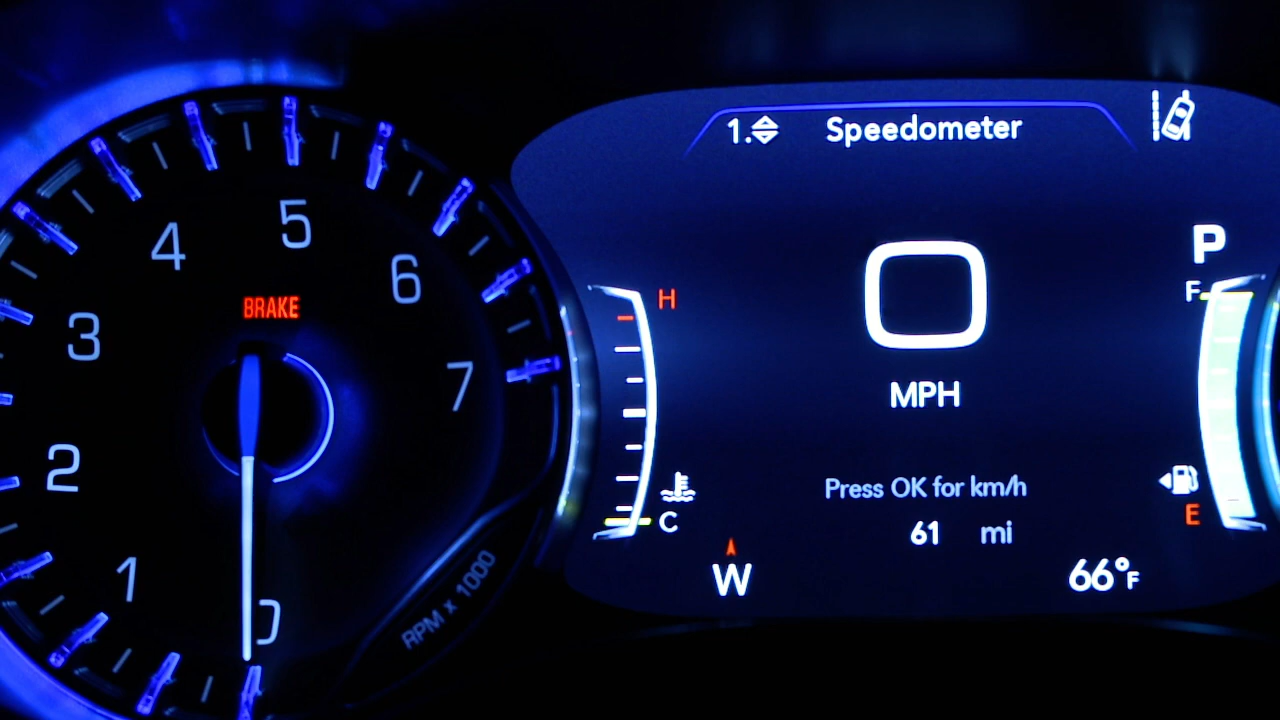 1. Speedometer
5
4
6
BRAKE
3
7
2
1
0
RPM x 1000
H
C
0
MPH
Press OK for km/h
61 mi
W
66°F
P
F
E